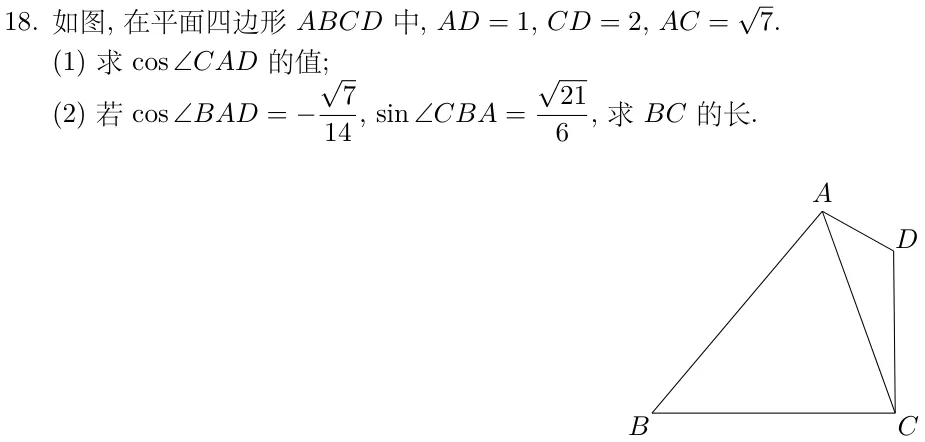 18. 如图, 在平面四边形 ABCD 中, AD = 1, CD = 2, AC = √7.
(1) 求 cos∠CAD 的值;
(2) 若 cos∠BAD = −√7/14, sin∠CBA = √21/6, 求 BC 的长.
A
D
B
C